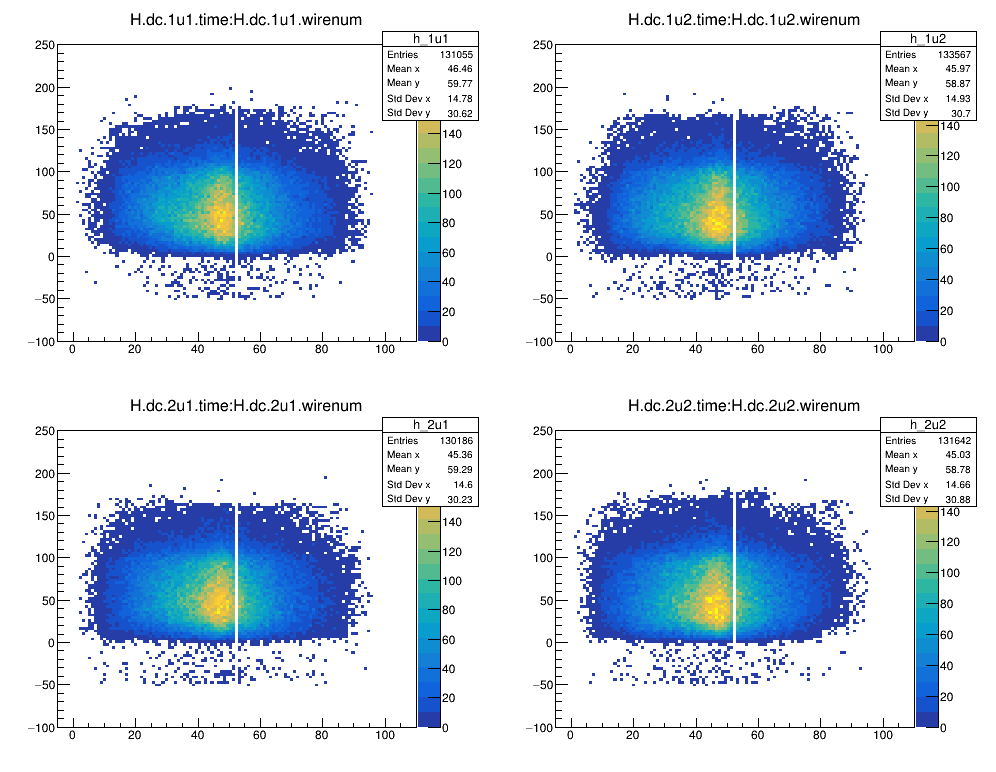 H.dc.1u1.time:H.dc.1u1.wirenum
h_1u1
Entries 131055
Mean x 46.46
Mean y 59.77
Std Dev x 14.78
Std Dev y 30.62
250
200
150
100
50
0
−50
−100
0 20 40 60 80 100
140
120
100
80
60
40
20
0
H.dc.1u2.time:H.dc.1u2.wirenum
h_1u2
Entries 133567
Mean x 45.97
Mean y 58.87
Std Dev x 14.93
Std Dev y 30.7
250
200
150
100
50
0
−50
−100
0 20 40 60 80 100
140
120
100
80
60
40
20
0
H.dc.2u1.time:H.dc.2u1.wirenum
h_2u1
Entries 130186
Mean x 45.36
Mean y 59.29
Std Dev x 14.6
Std Dev y 30.23
250
200
150
100
50
0
−50
−100
0 20 40 60 80 100
140
120
100
80
60
40
20
0
H.dc.2u2.time:H.dc.2u2.wirenum
h_2u2
Entries 131642
Mean x 45.03
Mean y 58.78
Std Dev x 14.66
Std Dev y 30.88
250
200
150
100
50
0
−50
−100
0 20 40 60 80 100
140
120
100
80
60
40
20
0